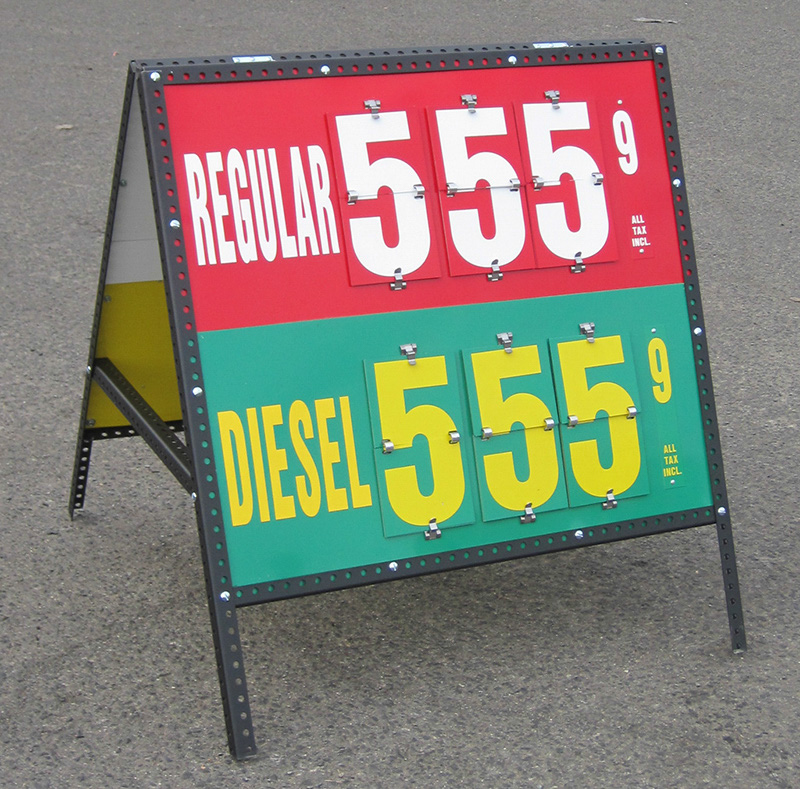 REGULAR 555 9
ALL
TAX
INCL.
DIESEL 555 9
ALL
TAX
INCL.